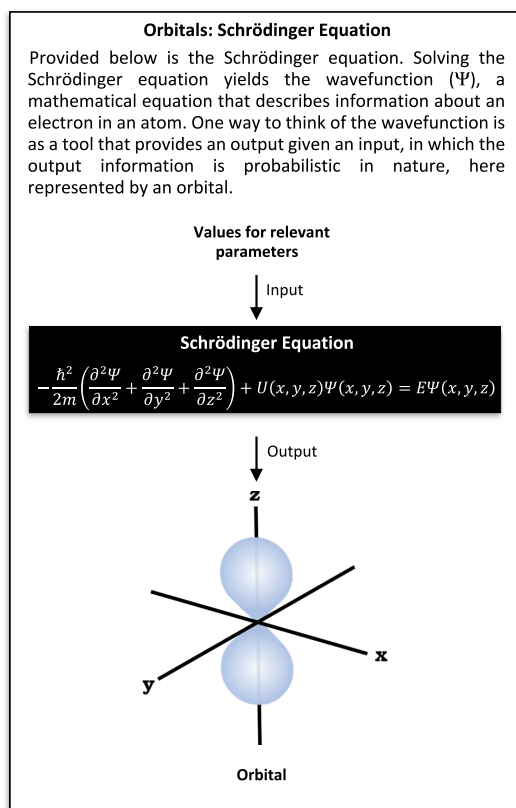 Orbitals: Schrödinger Equation
Provided below is the Schrödinger equation. Solving the
Schrödinger equation yields the wavefunction (Ψ), a
mathematical equation that describes information about an
electron in an atom. One way to think of the wavefunction is
as a tool that provides an output given an input, in which the
output information is probabilistic in nature, here
represented by an orbital.
Values for relevant
parameters
Input
Schrödinger Equation
−ℏ²/2m (∂²Ψ/∂x² + ∂²Ψ/∂y² + ∂²Ψ/∂z²) + U(x, y, z)Ψ(x, y, z) = EΨ(x, y, z)
Output
z
x
y
Orbital